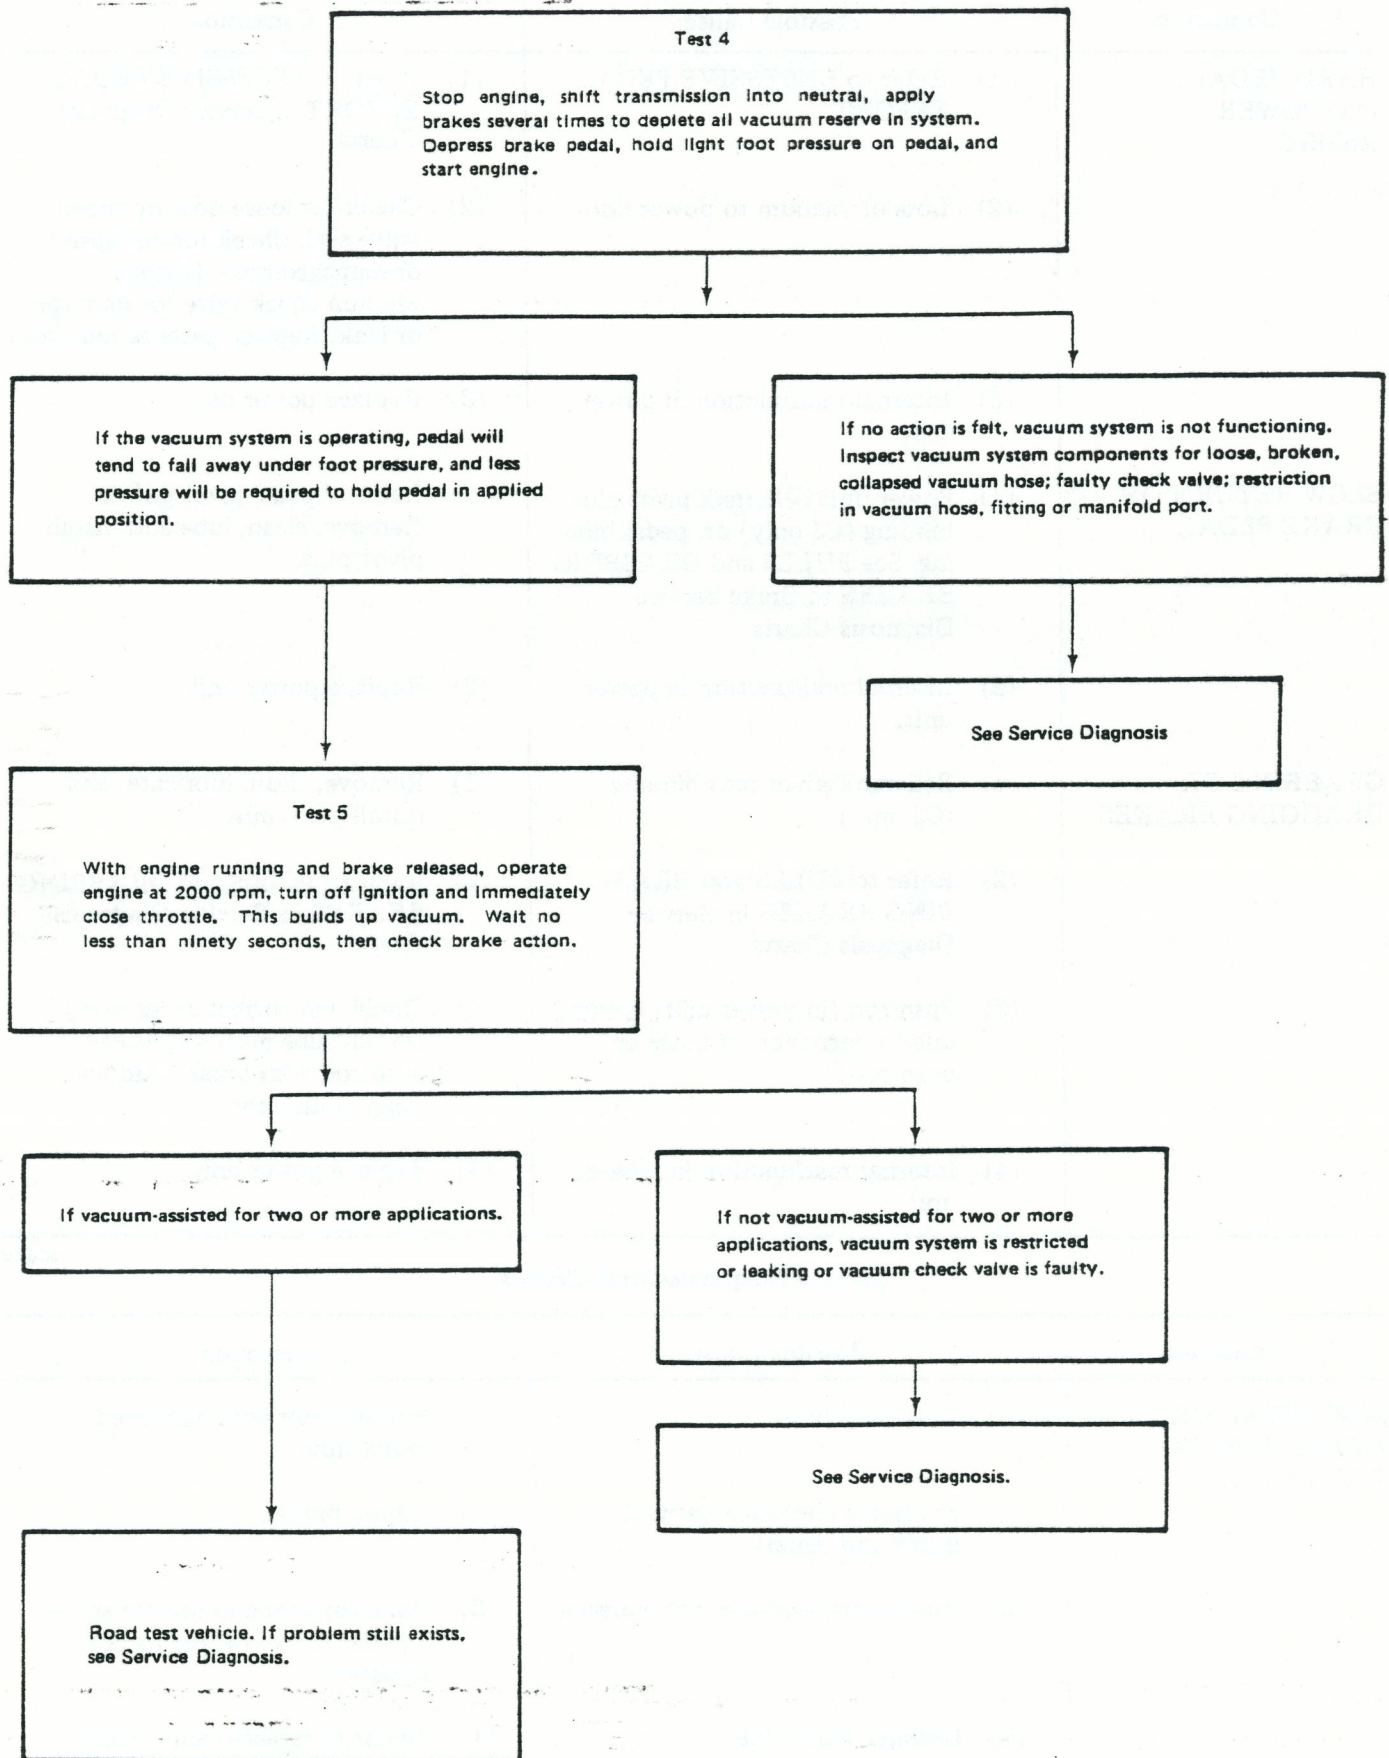 Test 4
Stop engine, shift transmission into neutral, apply
brakes several times to deplete all vacuum reserve in system.
Depress brake pedal, hold light foot pressure on pedal, and
start engine.
If the vacuum system is operating, pedal will
tend to fall away under foot pressure, and less
pressure will be required to hold pedal in applied
position.
If no action is felt, vacuum system is not functioning.
Inspect vacuum system components for loose, broken,
collapsed vacuum hose; faulty check valve; restriction
in vacuum hose, fitting or manifold port.
See Service Diagnosis
Test 5
With engine running and brake released, operate
engine at 2000 rpm, turn off ignition and immediately
close throttle. This builds up vacuum. Wait no
less than ninety seconds, then check brake action.
If vacuum-assisted for two or more applications.
If not vacuum-assisted for two or more
applications, vacuum system is restricted
or leaking or vacuum check valve is faulty.
See Service Diagnosis.
Road test vehicle. If problem still exists,
see Service Diagnosis.